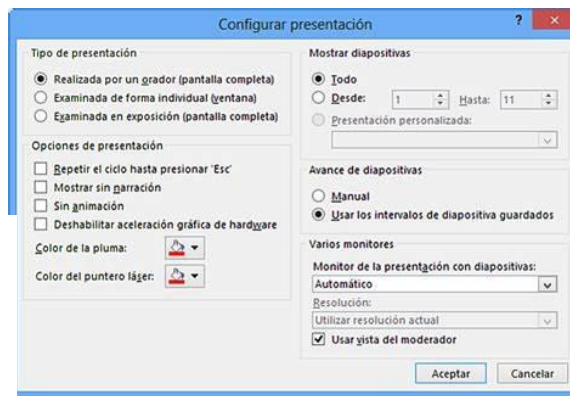 Configurar presentación
?
Tipo de presentación
Realizada por un orador (pantalla completa)
Examinada de forma individual (ventana)
Examinada en exposición (pantalla completa)
Opciones de presentación
Repetir el ciclo hasta presionar 'Esc'
Mostrar sin narración
Sin animación
Deshabilitar aceleración gráfica de hardware
Color de la pluma:
Color del puntero láser:
Mostrar diapositivas
Todo
Desde: 1 Hasta: 11
Presentación personalizada:
Avance de diapositivas
Manual
Usar los intervalos de diapositiva guardados
Varios monitores
Monitor de la presentación con diapositivas:
Automático
Resolución:
Utilizar resolución actual
Usar vista del moderador
Aceptar Cancelar